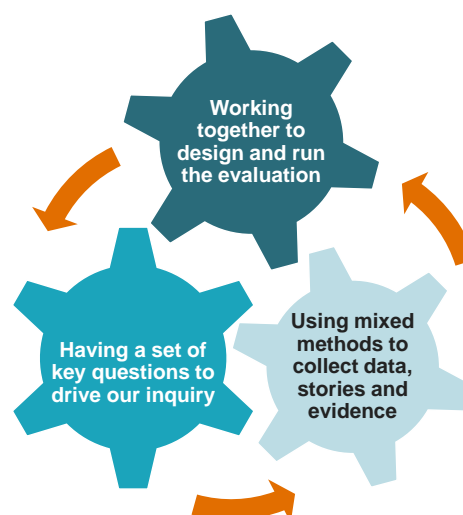 Working
together to
design and run
the evaluation
Having a set of
key questions to
drive our inquiry
Using mixed
methods to
collect data,
stories and
evidence